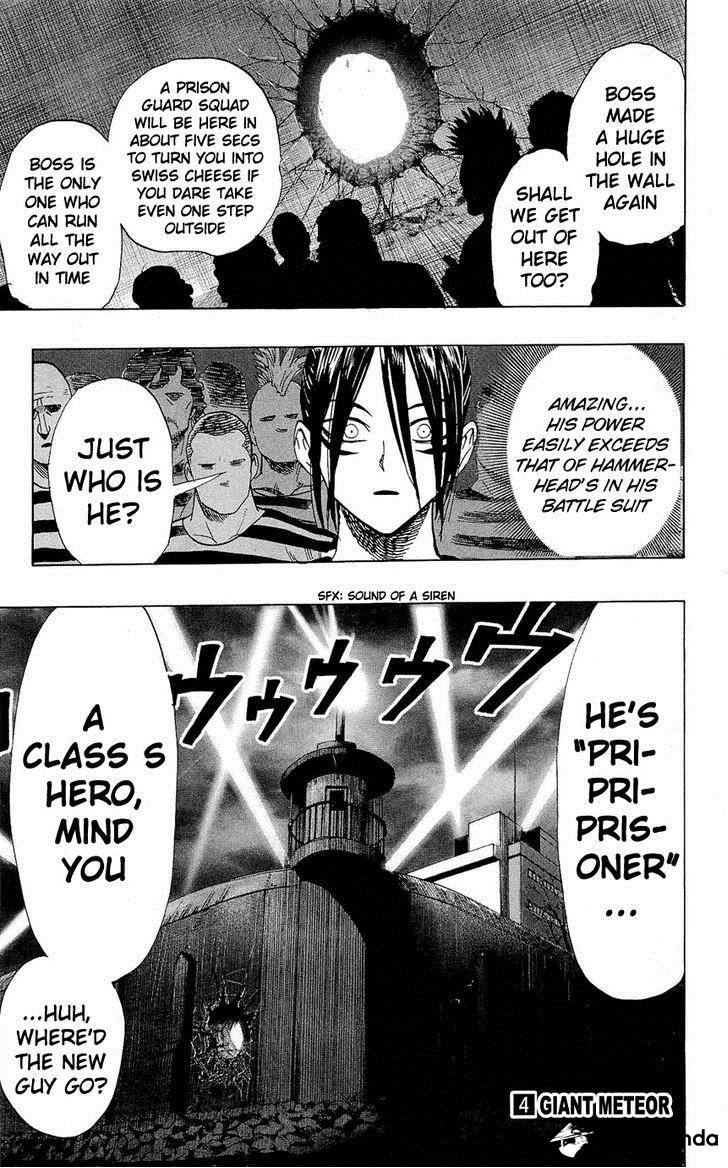 BOSS
MADE
A HUGE
HOLE IN
THE WALL
AGAIN
SHALL
WE GET
OUT OF
HERE
TOO?
A PRISON
GUARD SQUAD
WILL BE HERE IN
ABOUT FIVE SECS
TO TURN YOU INTO
SWISS CHEESE IF
YOU DARE TAKE
EVEN ONE STEP
OUTSIDE
BOSS IS
THE ONLY
ONE WHO
CAN RUN
ALL THE
WAY OUT
IN TIME
AMAZING...
HIS POWER
EASILY EXCEEDS
THAT OF HAMMER-
HEAD'S IN HIS
BATTLE SUIT
JUST
WHO IS
HE?
SFX: SOUND OF A SIREN
ウゥウウウ
HE'S
"PRI-
PRI-
PRIS-
ONER"
...
A
CLASS S
HERO,
MIND
YOU
...HUH,
WHERE'D
THE NEW
GUY GO?
4 GIANT METEOR